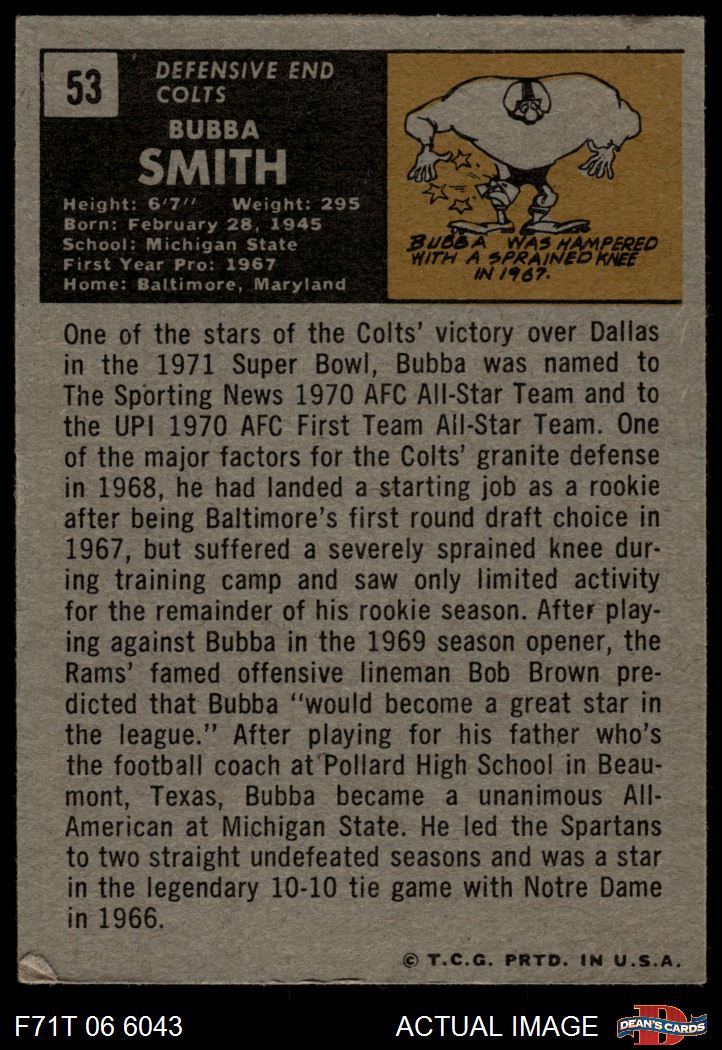 53
DEFENSIVE END
COLTS
BUBBA
SMITH
Height: 6'7" Weight: 295
Born: February 28, 1945
School: Michigan State
First Year Pro: 1967
Home: Baltimore, Maryland
BUBBA WAS HAMPERED
WITH A SPRAINED KNEE
IN 1967.
One of the stars of the Colts' victory over Dallas
in the 1971 Super Bowl, Bubba was named to
The Sporting News 1970 AFC All-Star Team and to
the UPI 1970 AFC First Team All-Star Team. One
of the major factors for the Colts' granite defense
in 1968, he had landed a starting job as a rookie
after being Baltimore's first round draft choice in
1967, but suffered a severely sprained knee dur-
ing training camp and saw only limited activity
for the remainder of his rookie season. After play-
ing against Bubba in the 1969 season opener, the
Rams' famed offensive lineman Bob Brown pre-
dicted that Bubba "would become a great star in
the league." After playing for his father who's
the football coach at Pollard High School in Beau-
mont, Texas, Bubba became a unanimous All-
American at Michigan State. He led the Spartans
to two straight undefeated seasons and was a star
in the legendary 10-10 tie game with Notre Dame
in 1966.
© T.C.G. PRTD. IN U.S.A.
F71T 06 6043
ACTUAL IMAGE
D
DEAN'S CARDS